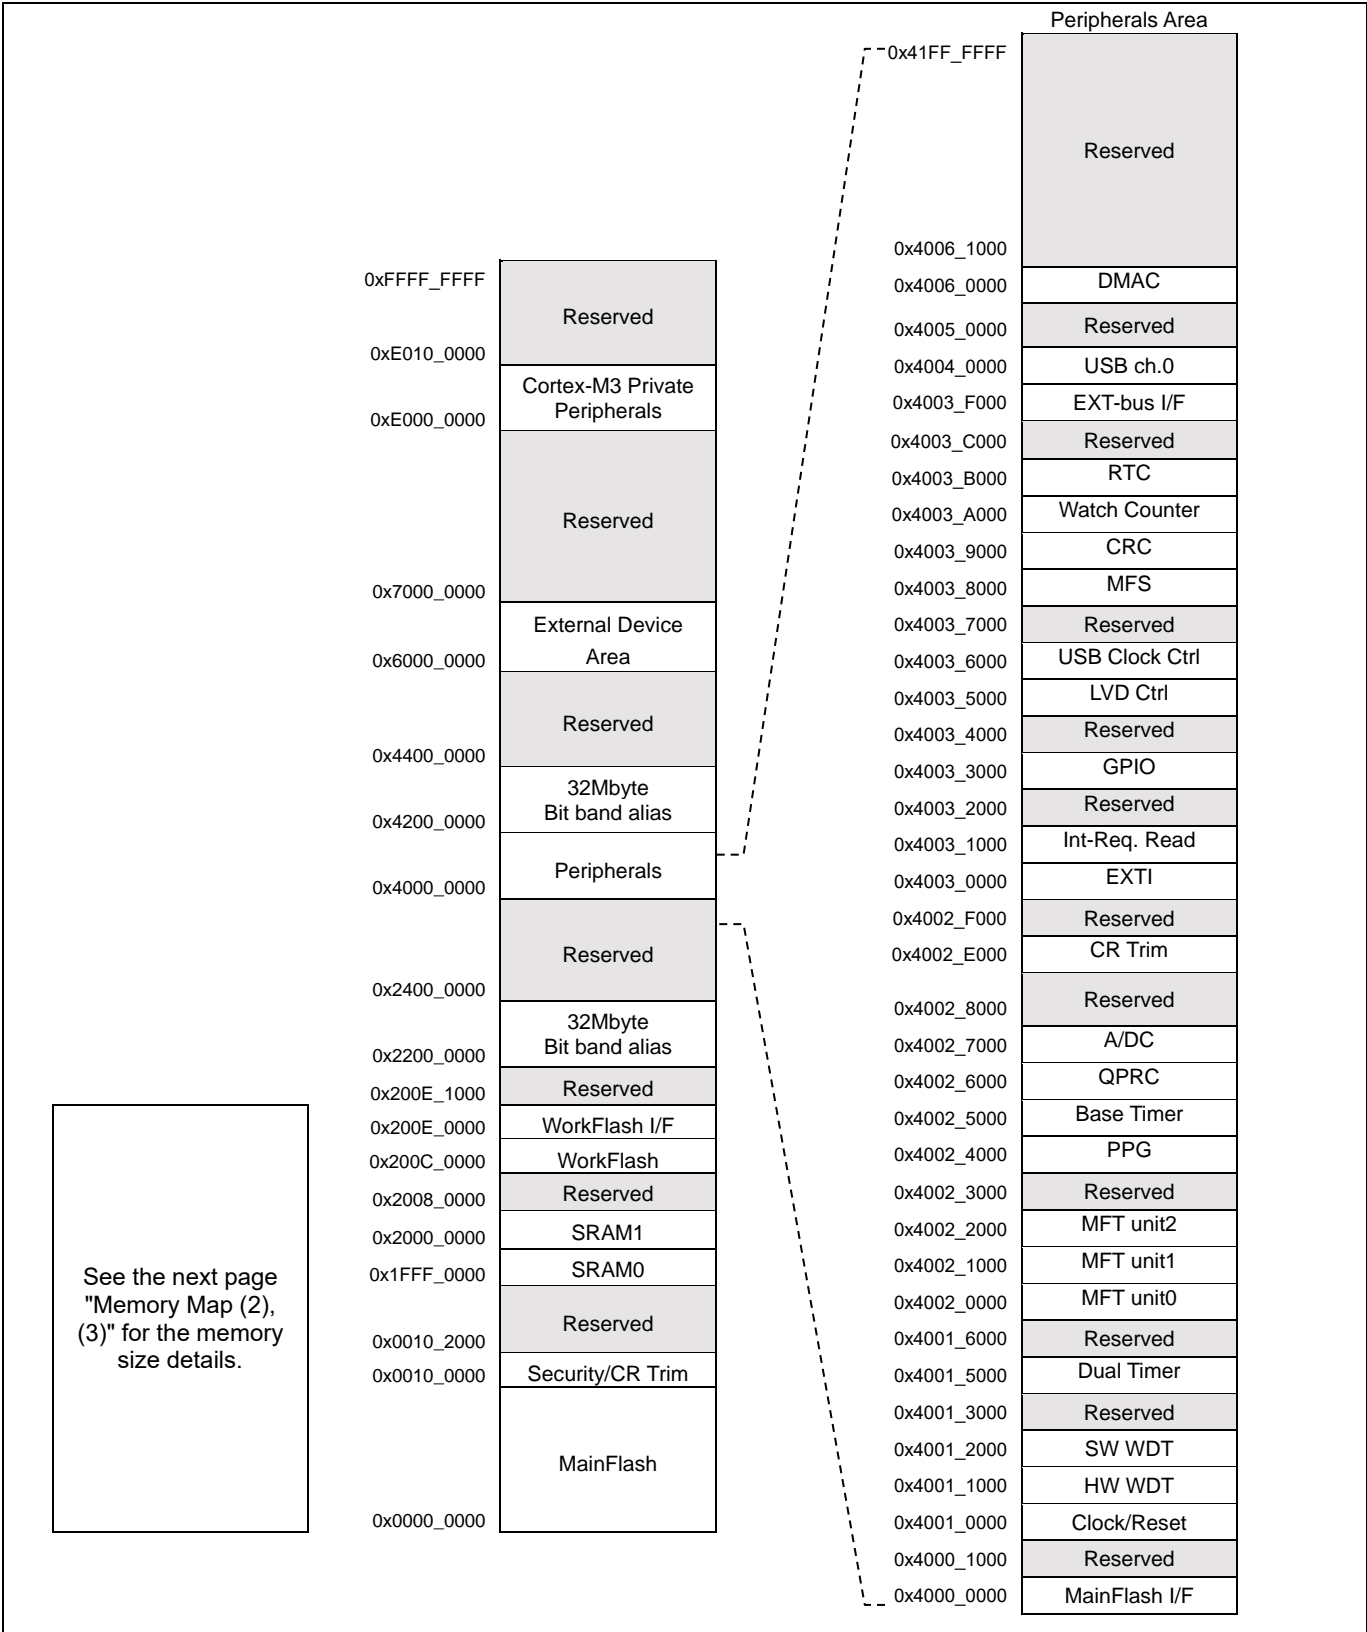 Peripherals Area
0x41FF_FFFF
Reserved
0x4006_1000
0x4006_0000
DMAC
0x4005_0000
Reserved
0x4004_0000
USB ch.0
0x4003_F000
EXT-bus I/F
0x4003_C000
Reserved
0x4003_B000
RTC
0x4003_A000
Watch Counter
0x4003_9000
CRC
0x4003_8000
MFS
0x4003_7000
Reserved
0x4003_6000
USB Clock Ctrl
0x4003_5000
LVD Ctrl
0x4003_4000
Reserved
0x4003_3000
GPIO
0x4003_2000
Reserved
0x4003_1000
Int-Req. Read
0x4003_0000
EXTI
0x4002_F000
Reserved
0x4002_E000
CR Trim
0x4002_8000
Reserved
0x4002_7000
A/DC
0x4002_6000
QPRC
0x4002_5000
Base Timer
0x4002_4000
PPG
0x4002_3000
Reserved
0x4002_2000
MFT unit2
0x4002_1000
MFT unit1
0x4002_0000
MFT unit0
0x4001_6000
Reserved
0x4001_5000
Dual Timer
0x4001_3000
Reserved
0x4001_2000
SW WDT
0x4001_1000
HW WDT
0x4001_0000
Clock/Reset
0x4000_1000
Reserved
0x4000_0000
MainFlash I/F
0xFFFF_FFFF
Reserved
0xE010_0000
Cortex-M3 Private
Peripherals
0xE000_0000
Reserved
0x7000_0000
External Device
Area
0x6000_0000
Reserved
0x4400_0000
32Mbyte
Bit band alias
0x4200_0000
Peripherals
0x4000_0000
Reserved
0x2400_0000
32Mbyte
Bit band alias
0x2200_0000
Reserved
0x200E_1000
WorkFlash I/F
0x200E_0000
WorkFlash
0x200C_0000
Reserved
0x2008_0000
SRAM1
0x2000_0000
SRAM0
0x1FFF_0000
Reserved
0x0010_2000
Security/CR Trim
0x0010_0000
MainFlash
0x0000_0000
See the next page
"Memory Map (2),
(3)" for the memory
size details.